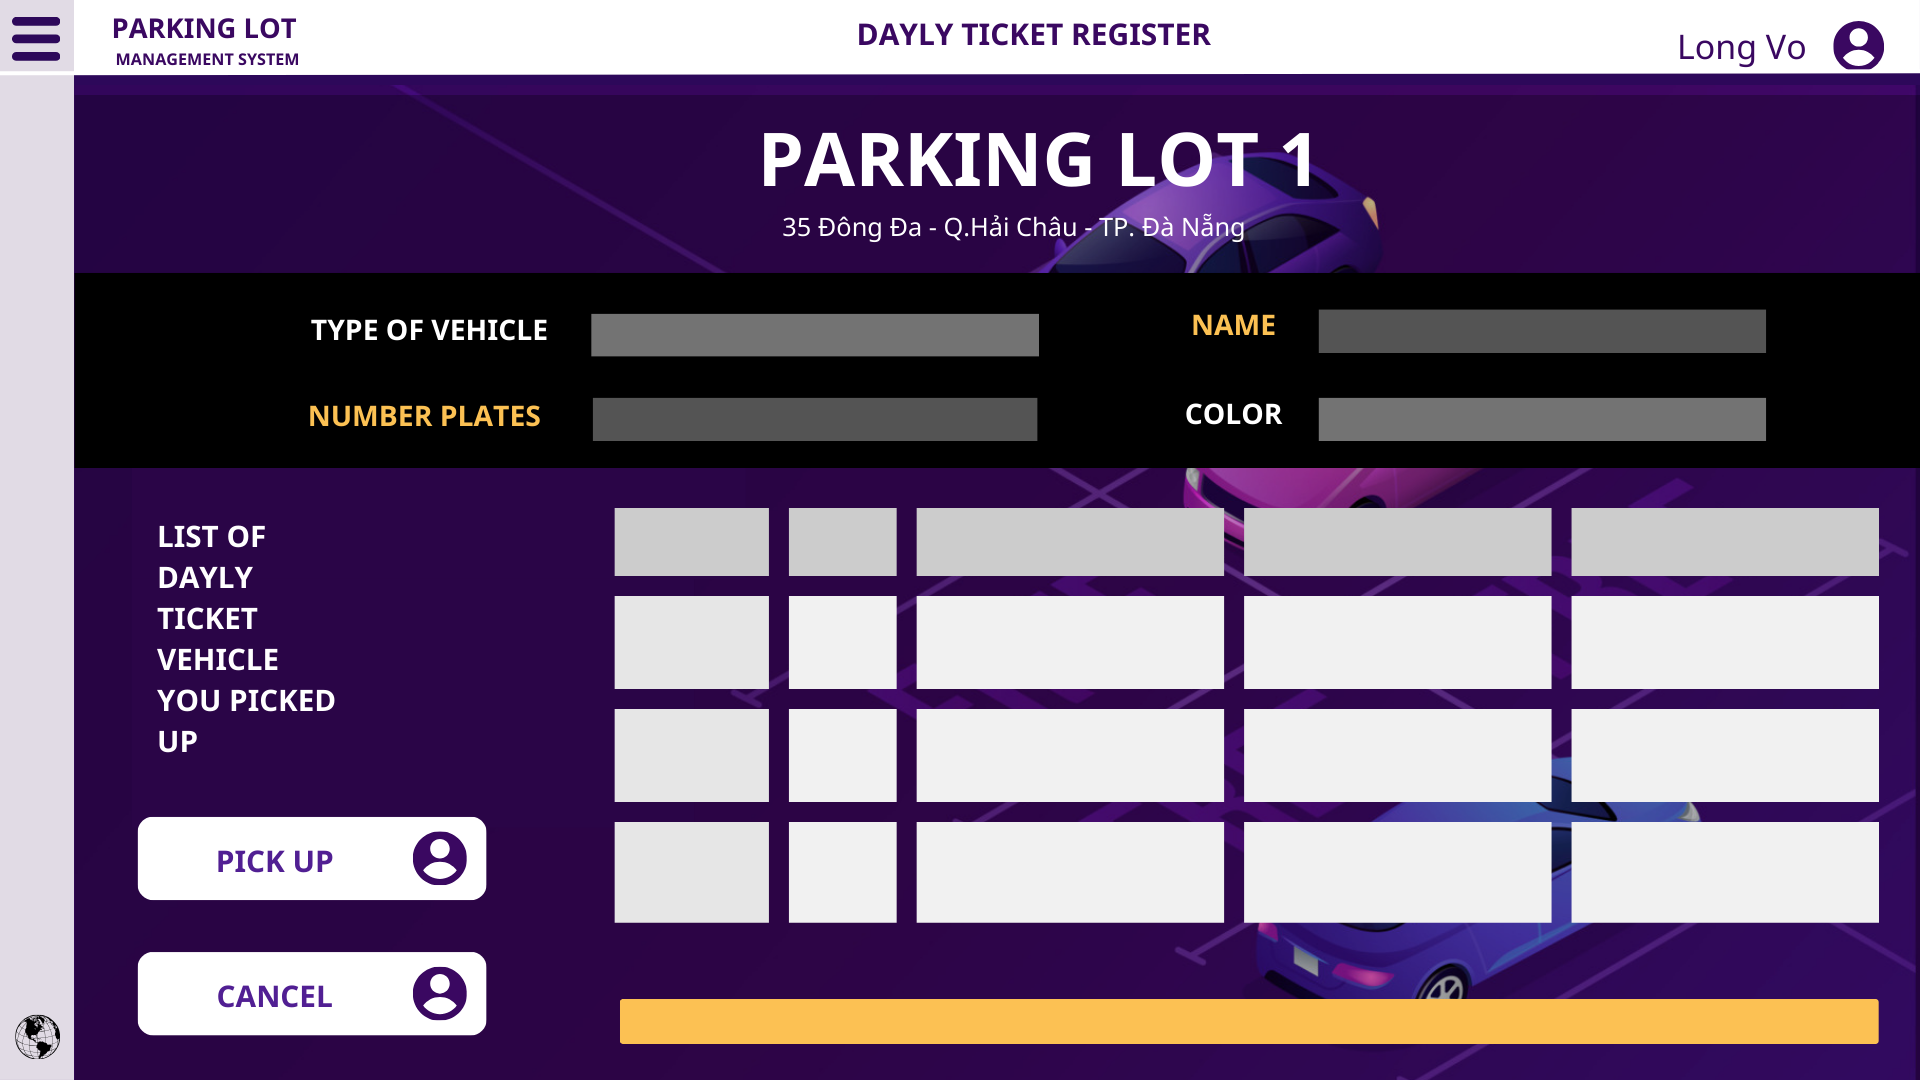 PARKING LOT
MANAGEMENT SYSTEM
DAYLY TICKET REGISTER
Long Vo
PARKING LOT 1
35 Đông Đa - Q.Hải Châu - TP. Đà Nẵng
TYPE OF VEHICLE
NAME
NUMBER PLATES
COLOR
LIST OF
DAYLY
TICKET
VEHICLE
YOU PICKED
UP
PICK UP
CANCEL